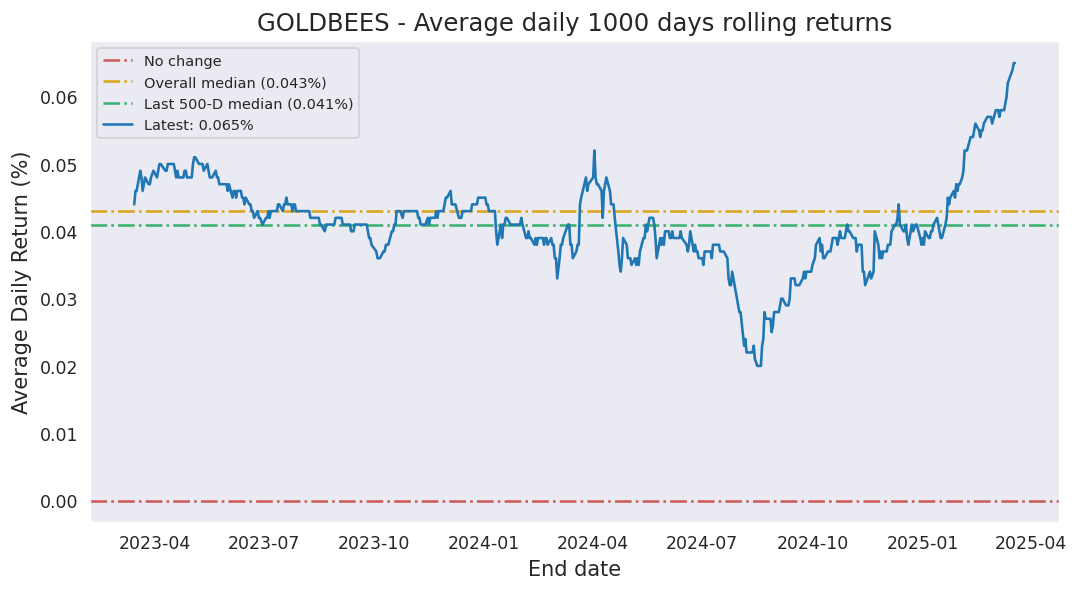 GOLDBEES - Average daily 1000 days rolling returns
No change
Overall median (0.043%)
Last 500-D median (0.041%)
Latest: 0.065%
Average Daily Return (%)
0.06
0.05
0.04
0.03
0.02
0.01
0.00
2023-04 2023-07 2023-10 2024-01 2024-04 2024-07 2024-10 2025-01 2025-04
End date